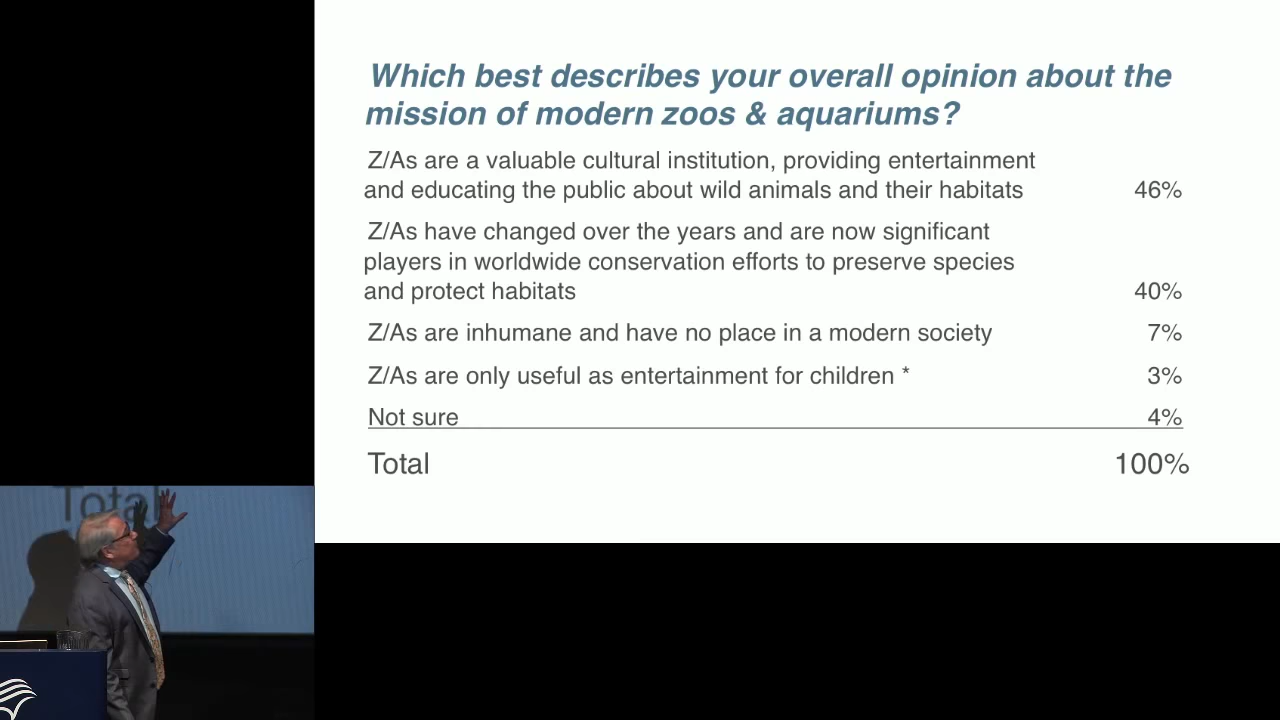 Which best describes your overall opinion about the
mission of modern zoos & aquariums?
Z/As are a valuable cultural institution, providing entertainment
and educating the public about wild animals and their habitats 46%
Z/As have changed over the years and are now significant
players in worldwide conservation efforts to preserve species
and protect habitats 40%
Z/As are inhumane and have no place in a modern society 7%
Z/As are only useful as entertainment for children * 3%
Not sure 4%
Total 100%
Total